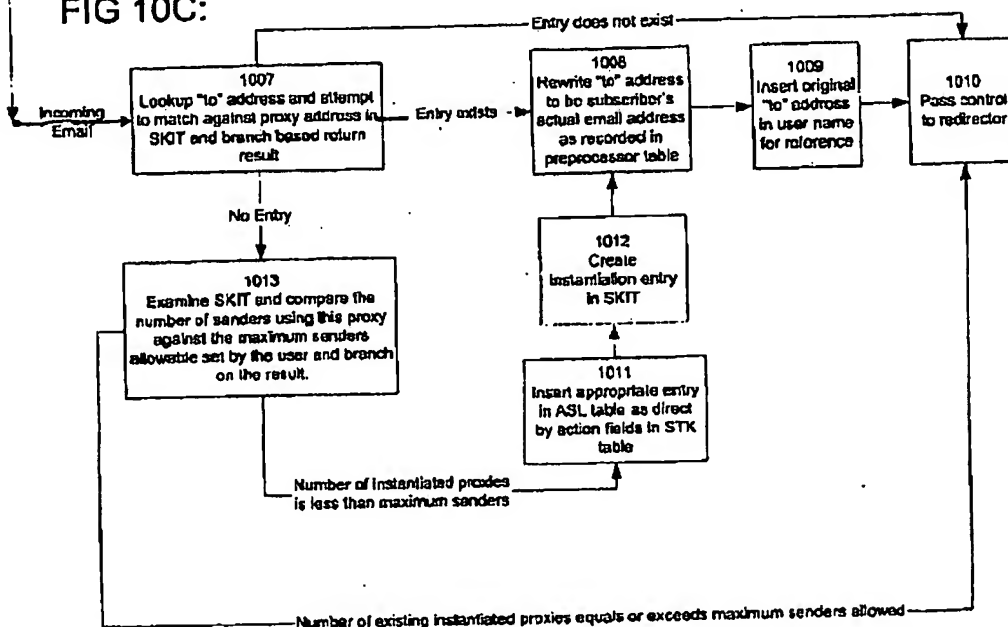 FIG 10C:
Entry does not exist
Incoming
Email
1007
Lookup "to" address and attempt
to match against proxy address in
SKIT and branch based return
result
Entry exists
1008
Rewrite "to" address
to be subscriber's
actual email address
as recorded in
preprocessor table
1009
Insert original
"to" address
in user name
for reference
1010
Pass control
to redirector
No Entry
1013
Examine SKIT and compare the
number of senders using this proxy
against the maximum senders
allowable set by the user and branch
on the result.
1012
Create
instantiation entry
in SKIT
1011
Insert appropriate entry
in ASL table as direct
by action fields in STK
table
Number of instantiated proxies
is less than maximum senders
Number of existing instantiated proxies equals or exceeds maximum senders allowed